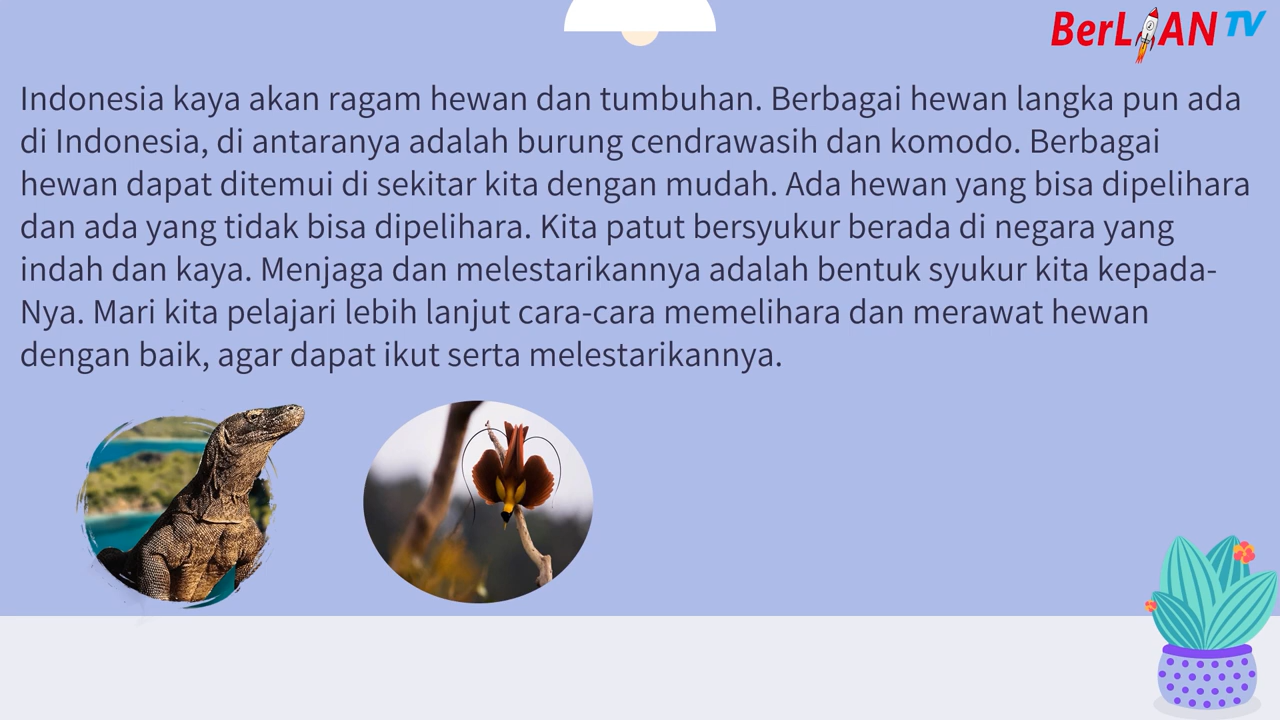 BerLIAN TV
Indonesia kaya akan ragam hewan dan tumbuhan. Berbagai hewan langka pun ada
di Indonesia, di antaranya adalah burung cendrawasih dan komodo. Berbagai
hewan dapat ditemui di sekitar kita dengan mudah. Ada hewan yang bisa dipelihara
dan ada yang tidak bisa dipelihara. Kita patut bersyukur berada di negara yang
indah dan kaya. Menjaga dan melestarikannya adalah bentuk syukur kita kepada-
Nya. Mari kita pelajari lebih lanjut cara-cara memelihara dan merawat hewan
dengan baik, agar dapat ikut serta melestarikannya.